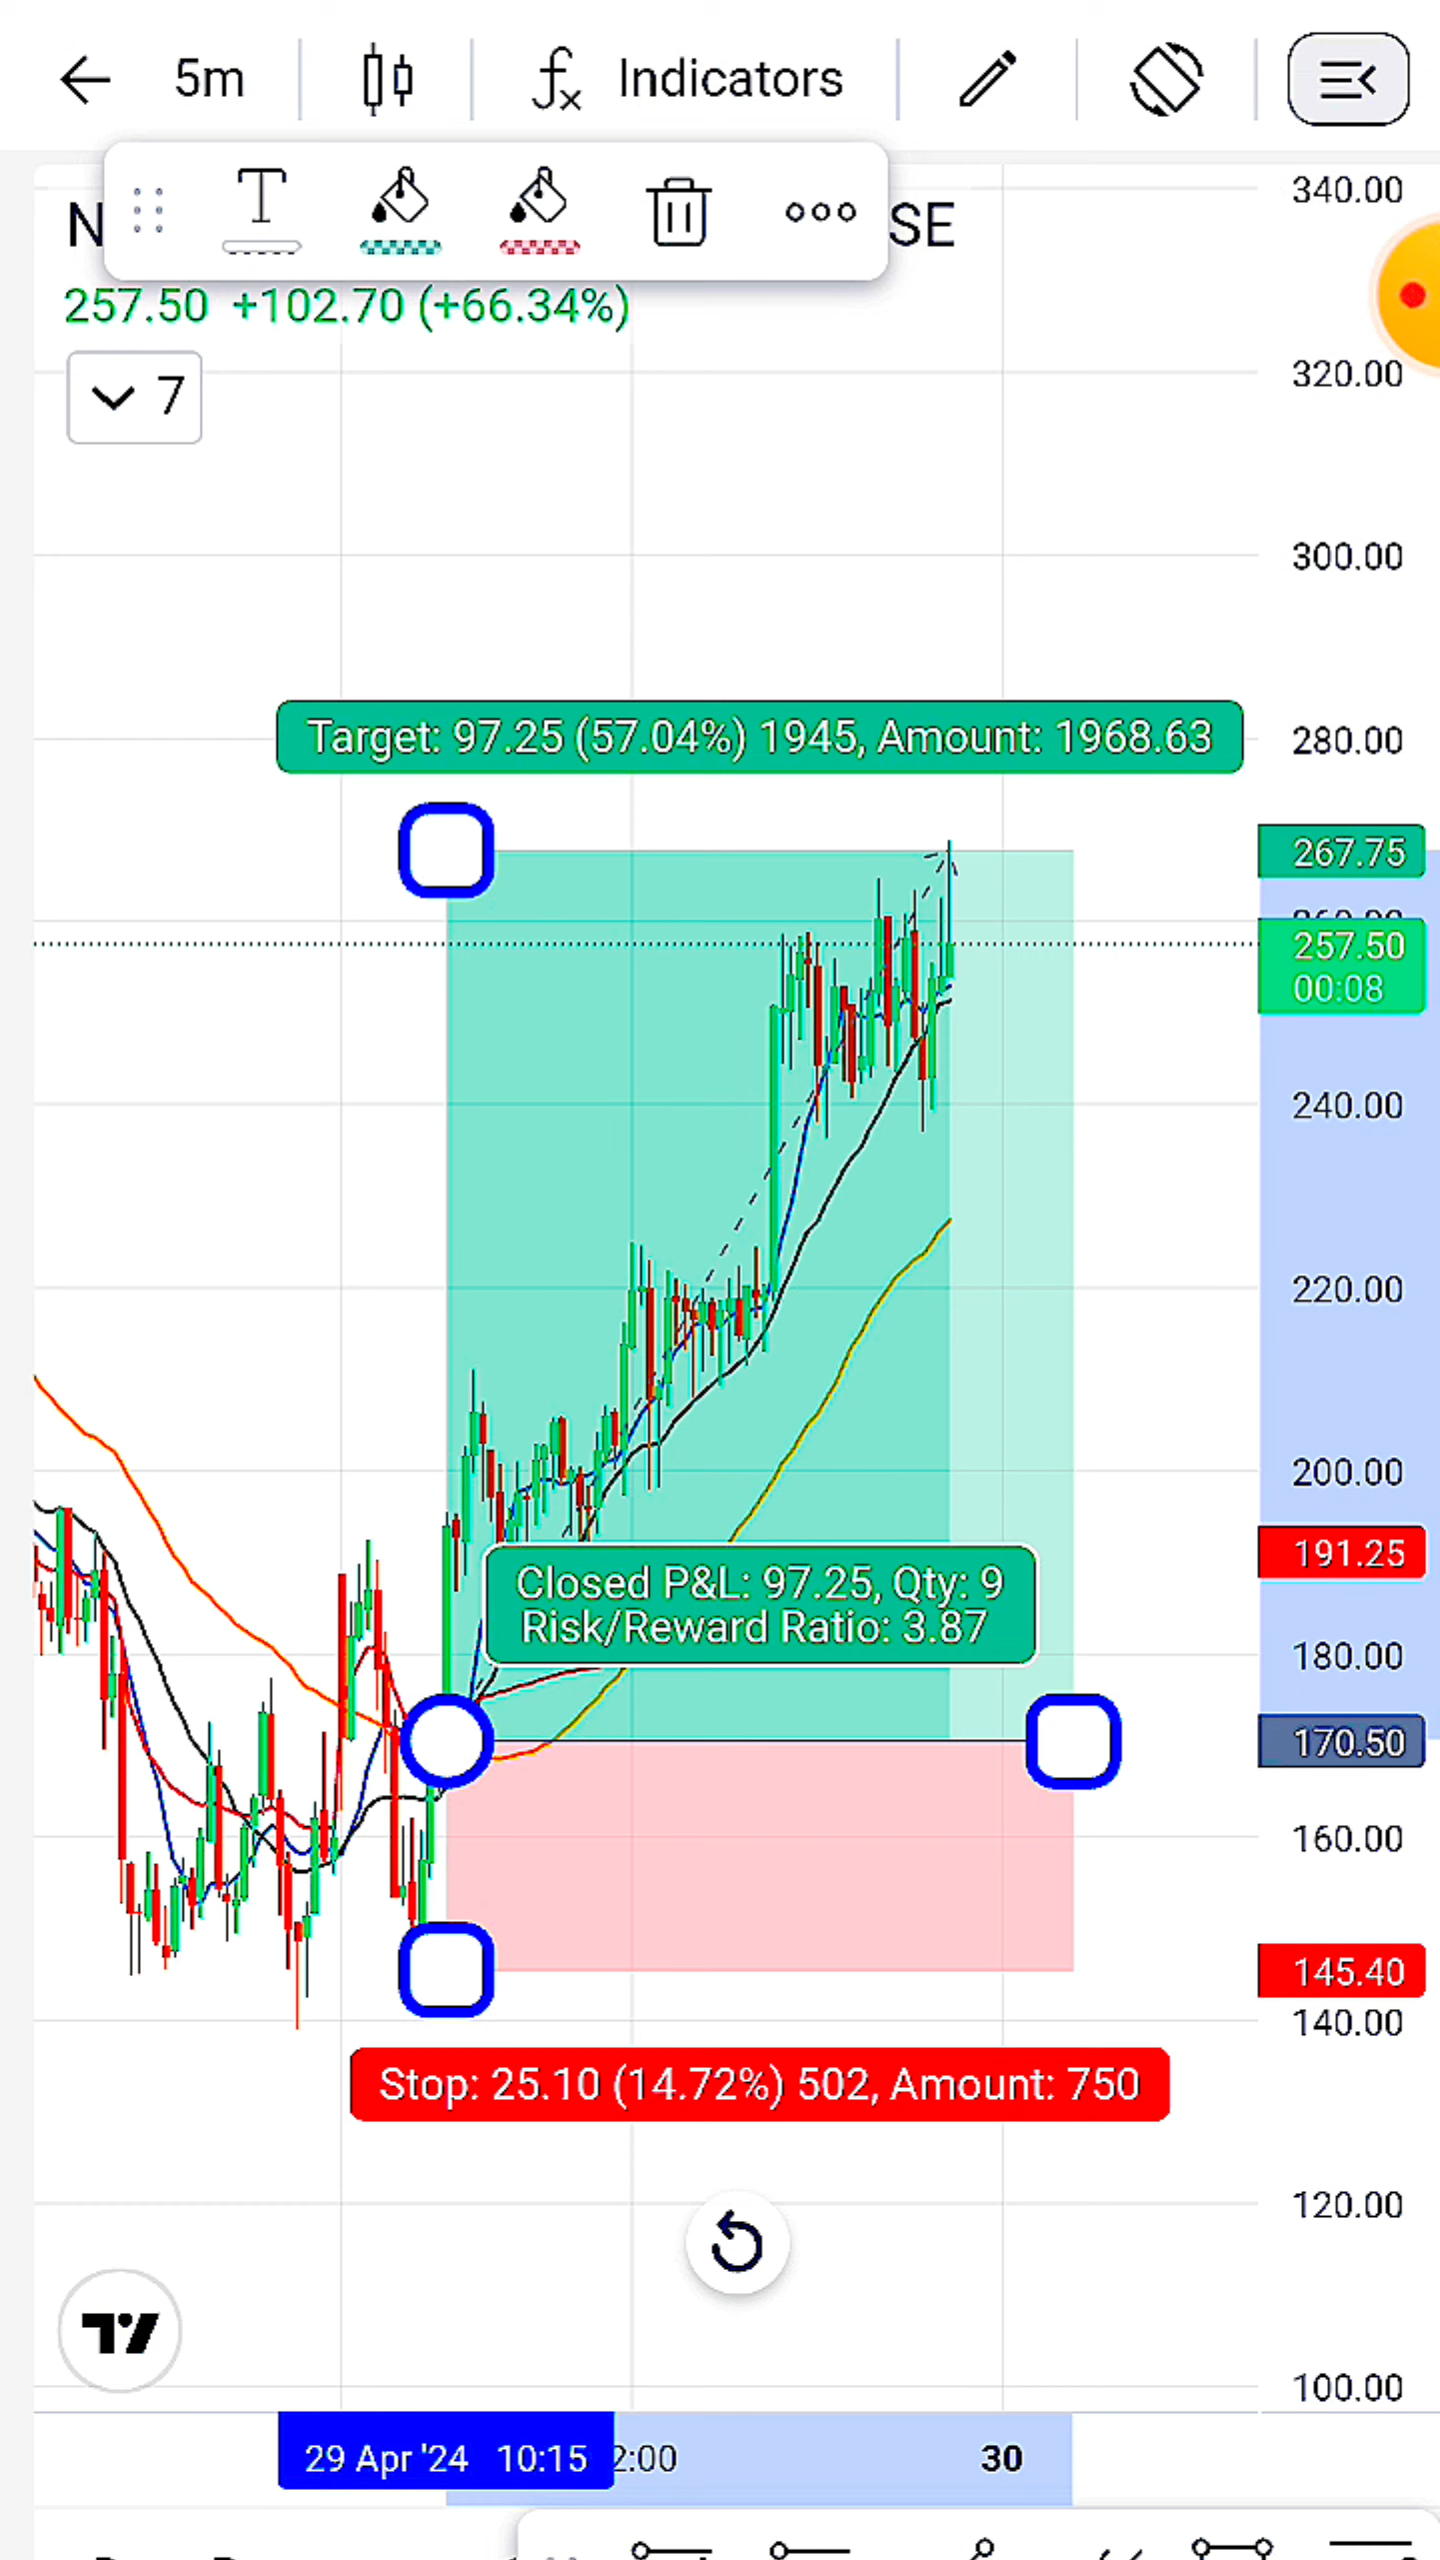 5m Indicators
N SE
257.50 +102.70 (+66.34%)
7
340.00
320.00
300.00
Target: 97.25 (57.04%) 1945, Amount: 1968.63
280.00
267.75
257.50
00:08
240.00
220.00
200.00
191.25
Closed P&L: 97.25, Qty: 9
Risk/Reward Ratio: 3.87
180.00
170.50
160.00
145.40
140.00
Stop: 25.10 (14.72%) 502, Amount: 750
120.00
100.00
29 Apr '24 10:15 2:00 30